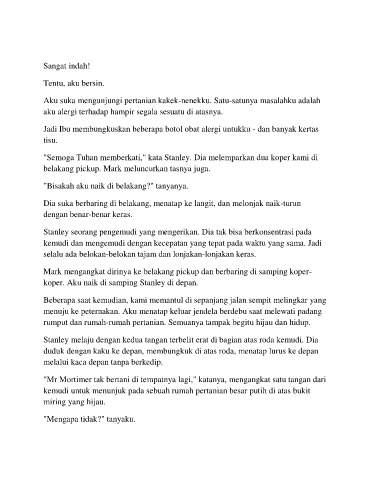 Sangat indah!
Tentu, aku bersin.
Aku suka mengunjungi pertanian kakek-nenekku. Satu-satunya masalahku adalah
aku alergi terhadap hampir segala sesuatu di atasnya.
Jadi Ibu membungkuskan beberapa botol obat alergi untukku - dan banyak kertas
tisu.
"Semoga Tuhan memberkati," kata Stanley. Dia melemparkan dua koper kami di
belakang pickup. Mark meluncurkan tasnya juga.
"Bisakah aku naik di belakang?" tanyanya.
Dia suka berbaring di belakang, menatap ke langit, dan melonjak naik-turun
dengan benar-benar keras.
Stanley seorang pengemudi yang mengerikan. Dia tak bisa berkonsentrasi pada
kemudi dan mengemudi dengan kecepatan yang tepat pada waktu yang sama. Jadi
selalu ada belokan-belokan tajam dan lonjakan-lonjakan keras.
Mark mengangkat dirinya ke belakang pickup dan berbaring di samping koper-
koper. Aku naik di samping Stanley di depan.
Beberapa saat kemudian, kami memantul di sepanjang jalan sempit melingkar yang
menuju ke peternakan. Aku menatap keluar jendela berdebu saat melewati padang
rumput dan rumah-rumah pertanian. Semuanya tampak begitu hijau dan hidup.
Stanley melaju dengan kedua tangan terbelit erat di bagian atas roda kemudi. Dia
duduk dengan kaku ke depan, membungkuk di atas roda, menatap lurus ke depan
melalui kaca depan tanpa berkedip.
"Mr Mortimer tak bertani di tempatnya lagi," katanya, mengangkat satu tangan dari
kemudi untuk menunjuk pada sebuah rumah pertanian besar putih di atas bukit
miring yang hijau.
"Mengapa tidak?" tanyaku.